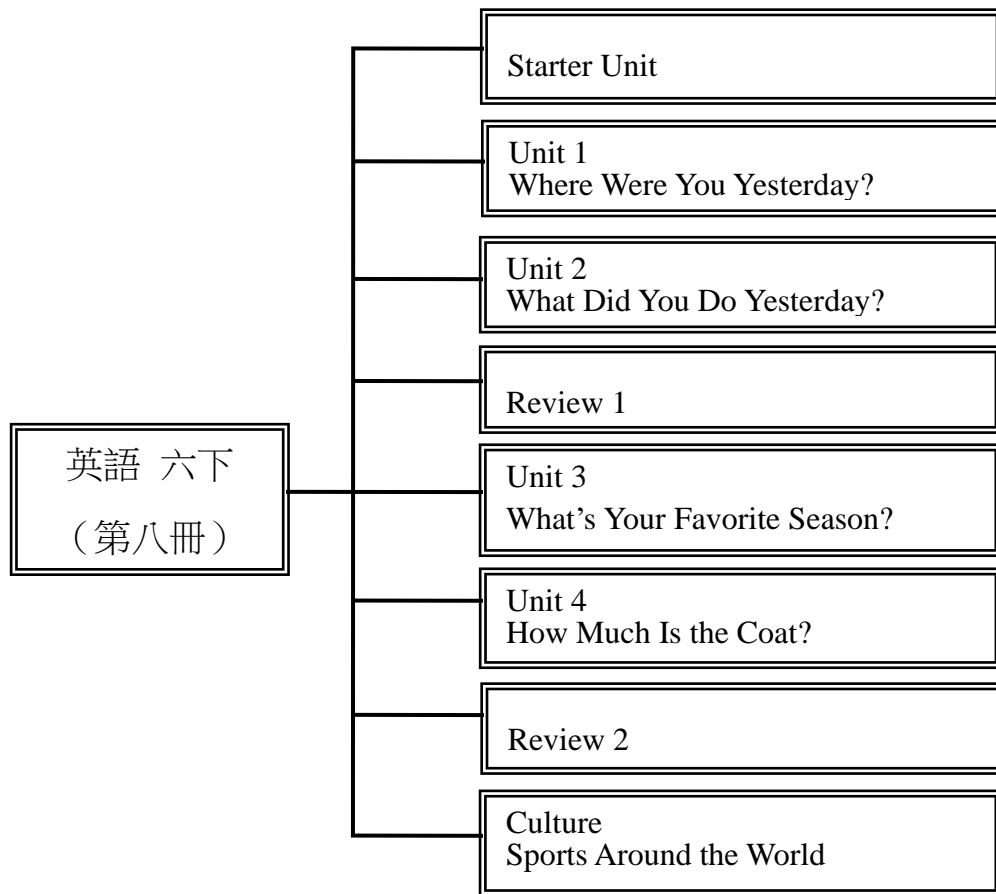 英語 六下
（第八冊）
Starter Unit
Unit 1
Where Were You Yesterday?
Unit 2
What Did You Do Yesterday?
Review 1
Unit 3
What’s Your Favorite Season?
Unit 4
How Much Is the Coat?
Review 2
Culture
Sports Around the World